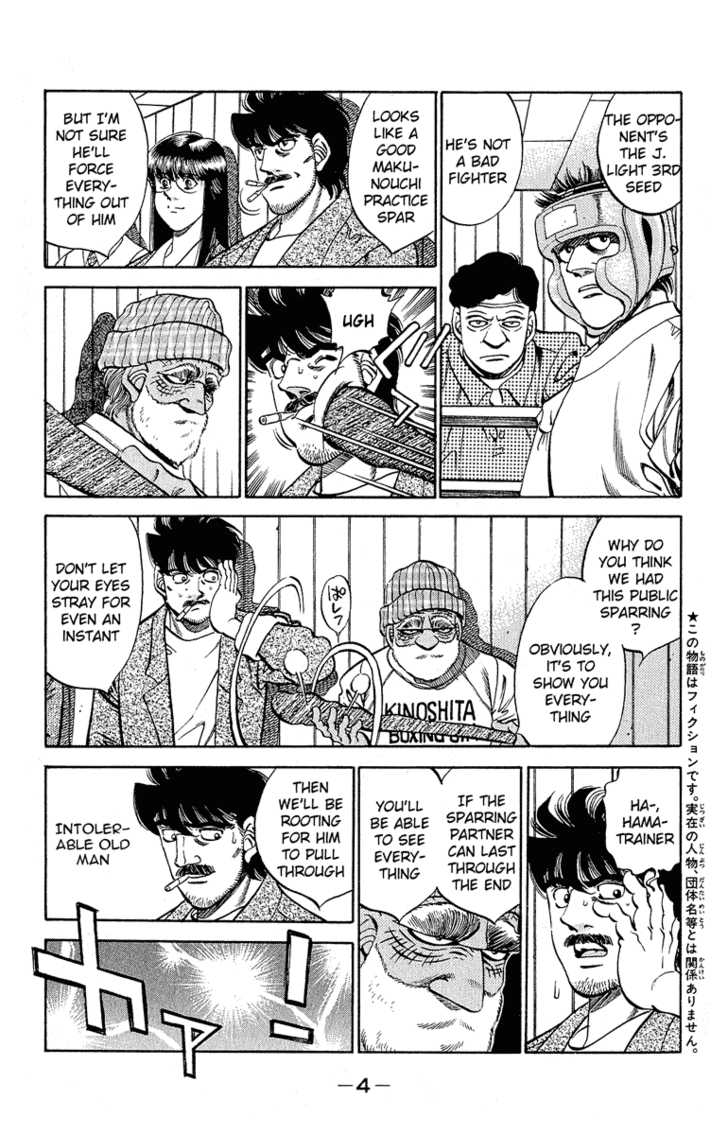 THE OPPO-
NENT'S
THE J.
LIGHT 3RD
SEED
HE'S NOT
A BAD
FIGHTER
LOOKS
LIKE A
GOOD
MAKU-
NOUCHI
PRACTICE
SPAR
BUT I'M
NOT SURE
HE'LL
FORCE
EVERY-
THING OUT
OF HIM
UGH
WHY DO
YOU THINK
WE HAD
THIS PUBLIC
SPARRING
?
OBVIOUSLY,
IT'S TO
SHOW YOU
EVERY-
THING
ぱしっ
KINOSHITA
BOXING
DON'T LET
YOUR EYES
STRAY FOR
EVEN AN
INSTANT
HA-,
HAMA-
TRAINER
IF THE
SPARRING
PARTNER
CAN LAST
THROUGH
THE END
YOU'LL
BE ABLE
TO SEE
EVERY-
THING
THEN
WE'LL BE
ROOTING
FOR HIM
TO PULL
THROUGH
INTOLER-
ABLE OLD
MAN
カァ!
★この物語はフィクションです。実在の人物、団体名等とは関係ありません。
—4—